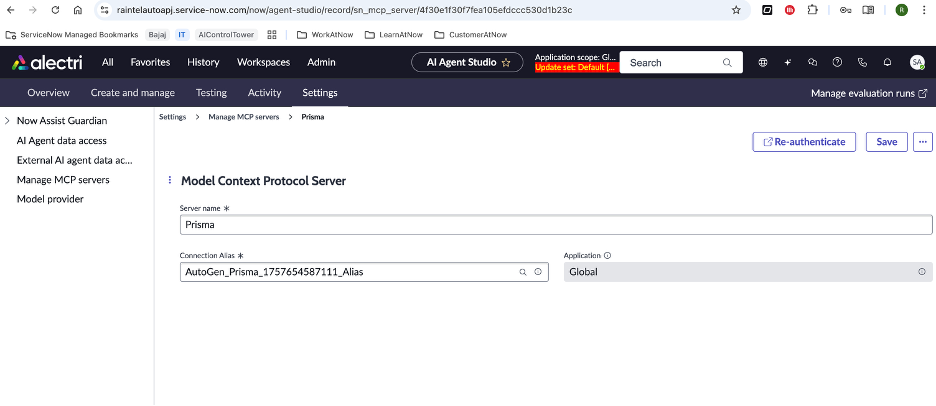 raintelautoapj.service-now.com/now/agent-studio/record/sn_mcp_server/4f30e1f30f7fea105efdccc530d1b23c
R
ServiceNow Managed Bookmarks Bajaj IT AIControlTower WorkAtNow LearnAtNow CustomerAtNow
alectri All Favorites History Workspaces Admin AI Agent Studio Application scope: Gl... Search SA
Update set: Default [...
Overview Create and manage Testing Activity Settings Manage evaluation runs
Now Assist Guardian
AI Agent data access
External AI agent data ac...
Manage MCP servers
Model provider
Settings > Manage MCP servers > Prisma
Re-authenticate Save ...
Model Context Protocol Server
Server name *
Prisma
Connection Alias * Application
AutoGen_Prisma_1757654587111_Alias Global